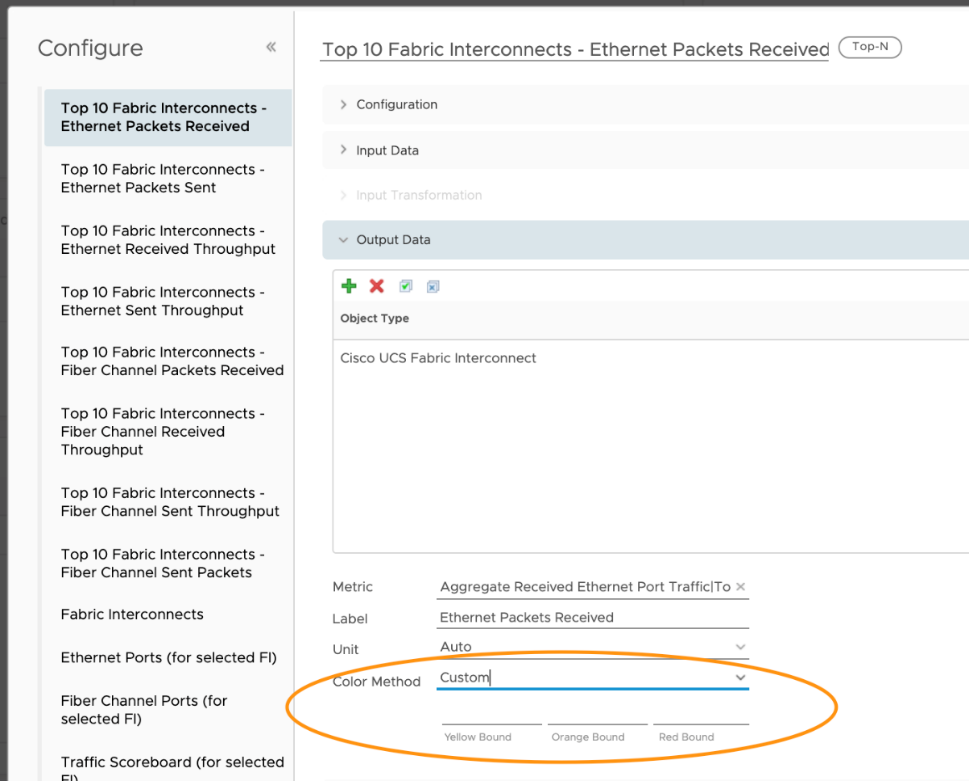 Configure
Top 10 Fabric Interconnects -
Ethernet Packets Received
Top 10 Fabric Interconnects -
Ethernet Packets Sent
Top 10 Fabric Interconnects -
Ethernet Received Throughput
Top 10 Fabric Interconnects -
Ethernet Sent Throughput
Top 10 Fabric Interconnects -
Fiber Channel Packets Received
Top 10 Fabric Interconnects -
Fiber Channel Received
Throughput
Top 10 Fabric Interconnects -
Fiber Channel Sent Throughput
Top 10 Fabric Interconnects -
Fiber Channel Sent Packets
Fabric Interconnects
Ethernet Ports (for selected FI)
Fiber Channel Ports (for
selected FI)
Traffic Scoreboard (for selected
FI)
Top 10 Fabric Interconnects - Ethernet Packets Received Top-N
Configuration
Input Data
Input Transformation
Output Data
Object Type
Cisco UCS Fabric Interconnect
Metric Aggregate Received Ethernet Port Traffic|To
Label Ethernet Packets Received
Unit Auto
Color Method Custom
Yellow Bound Orange Bound Red Bound